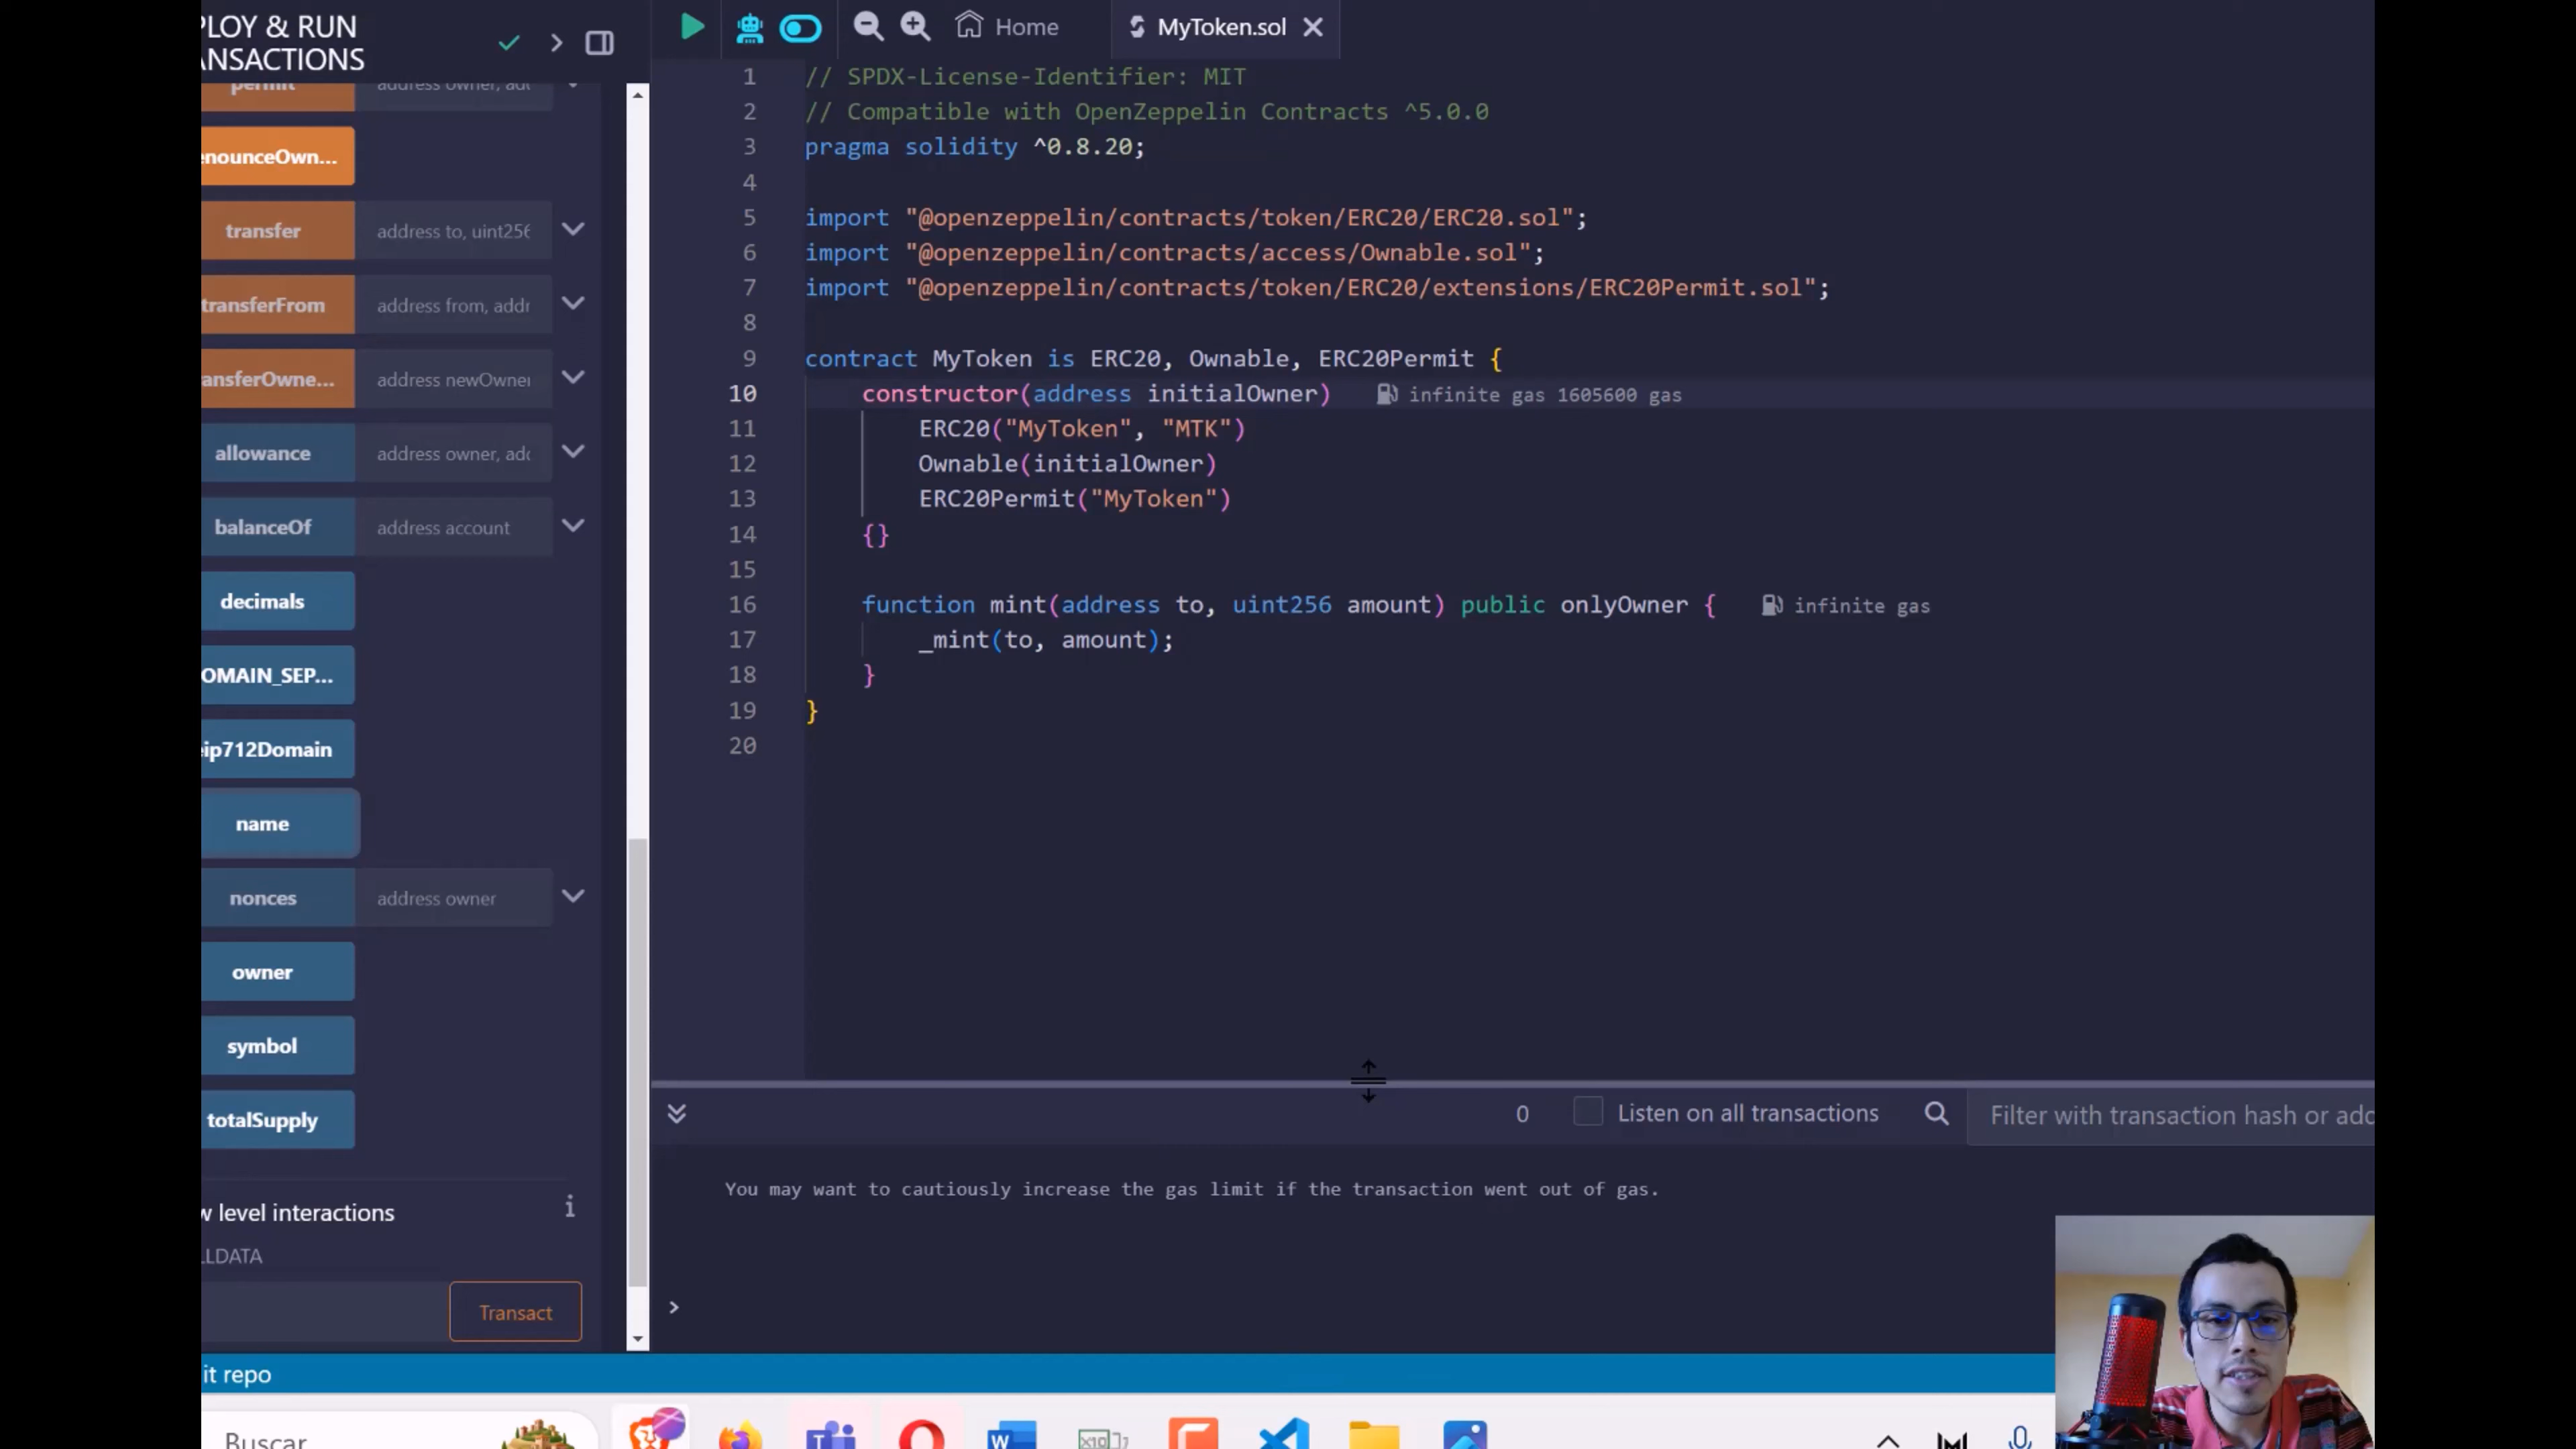 PLOY & RUN
ANSACTIONS
permit address owner, add
enounceOwn...
transfer address to, uint256
transferFrom address from, addr
ansferOwne... address newOwner
allowance address owner, add
balanceOf address account
decimals
OMAIN_SEP...
eip712Domain
name
nonces address owner
owner
symbol
totalSupply
w level interactions i
LLDATA
Transact
Home MyToken.sol
1 // SPDX-License-Identifier: MIT
2 // Compatible with OpenZeppelin Contracts ^5.0.0
3 pragma solidity ^0.8.20;
4
5 import "@openzeppelin/contracts/token/ERC20/ERC20.sol";
6 import "@openzeppelin/contracts/access/Ownable.sol";
7 import "@openzeppelin/contracts/token/ERC20/extensions/ERC20Permit.sol";
8
9 contract MyToken is ERC20, Ownable, ERC20Permit {
10 constructor(address initialOwner) infinite gas 1605600 gas
11 ERC20("MyToken", "MTK")
12 Ownable(initialOwner)
13 ERC20Permit("MyToken")
14 {}
15
16 function mint(address to, uint256 amount) public onlyOwner { infinite gas
17 _mint(to, amount);
18 }
19 }
20
0 Listen on all transactions Filter with transaction hash or add
You may want to cautiously increase the gas limit if the transaction went out of gas.
>
it repo
Buscar